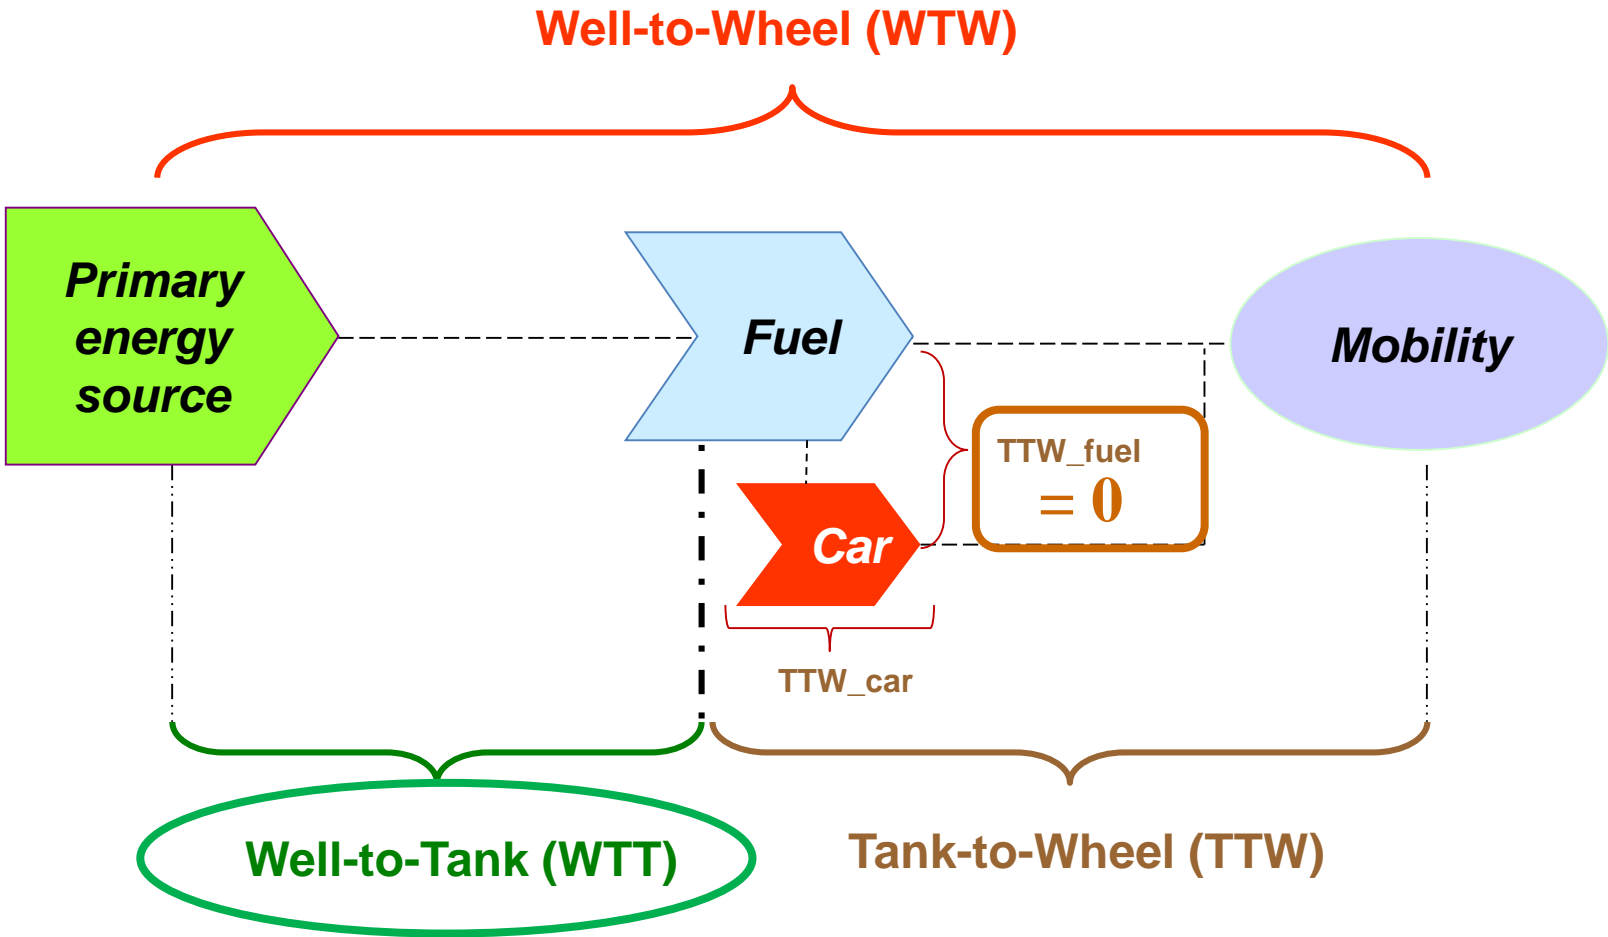 Well-to-Wheel (WTW)
Primary
energy
source
Fuel
Mobility
TTW_fuel
= 0
Car
TTW_car
Well-to-Tank (WTT)
Tank-to-Wheel (TTW)